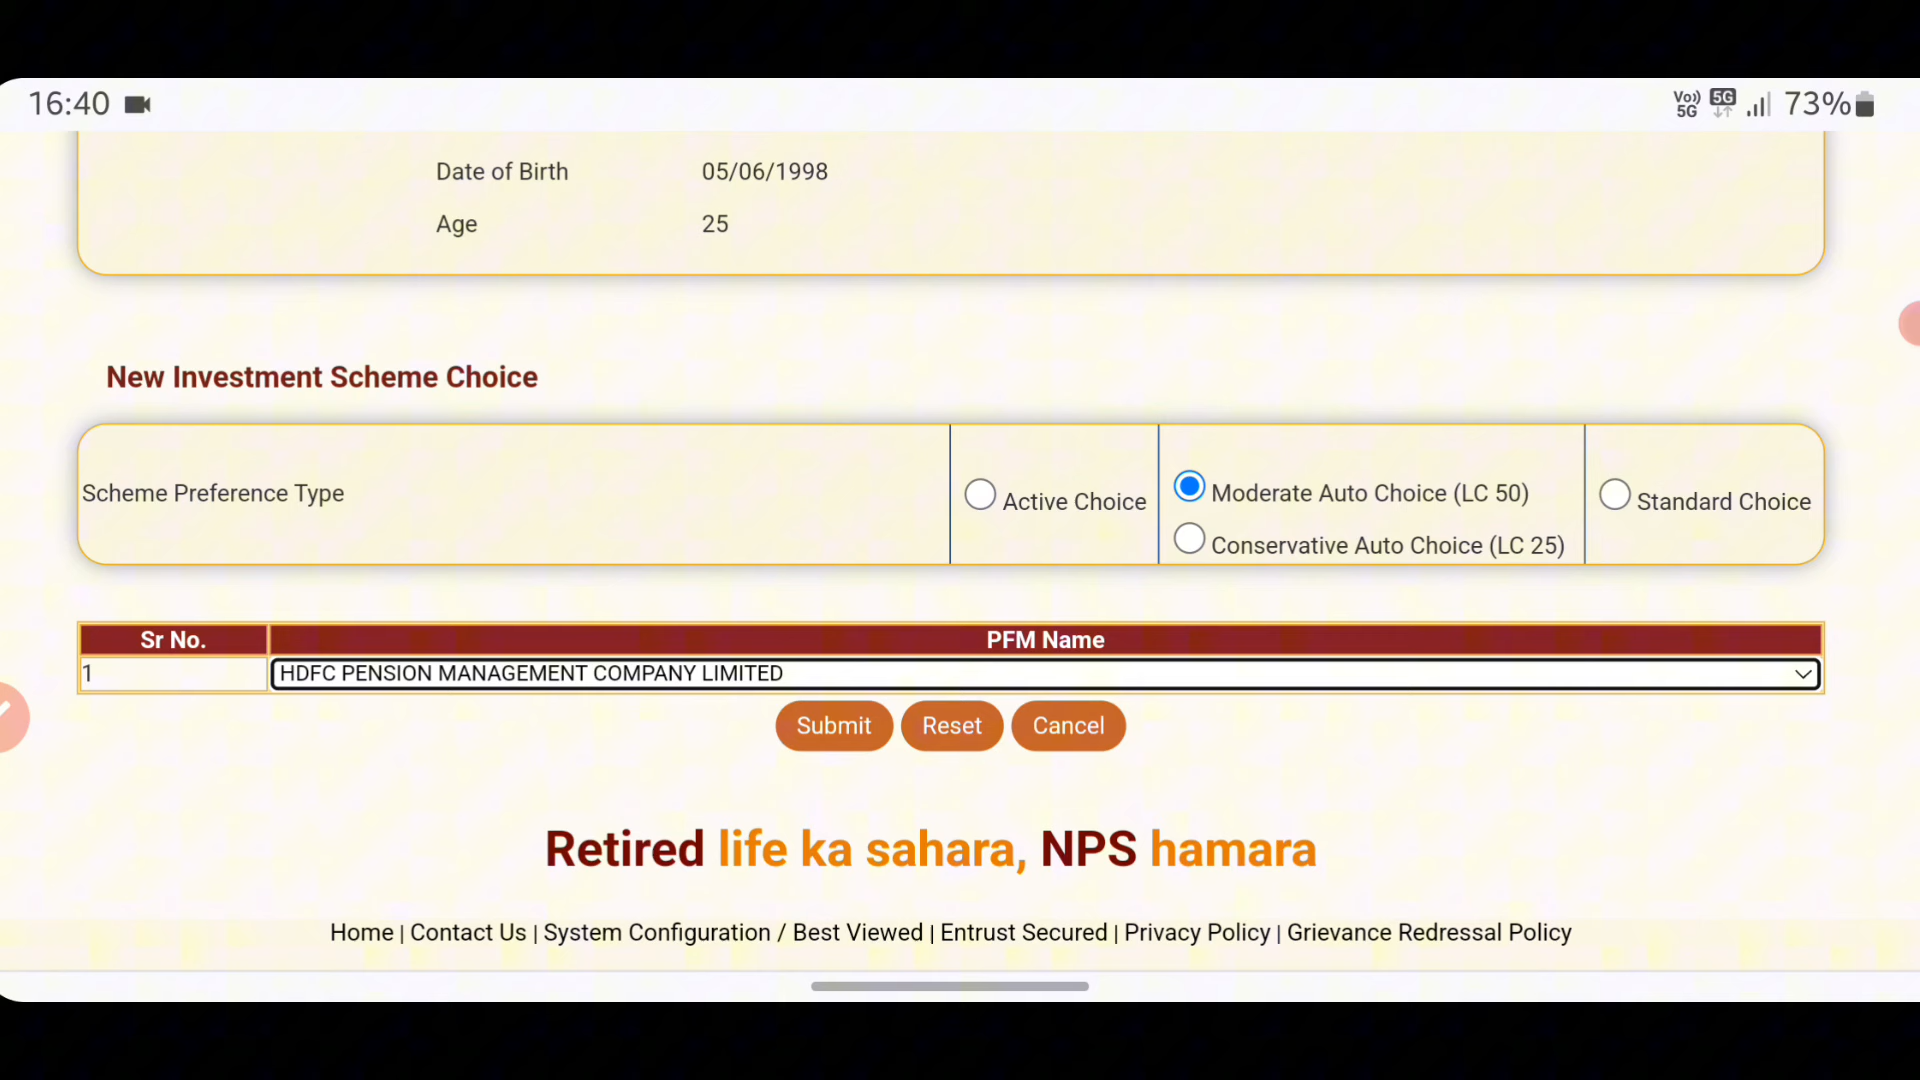 16:40
Vo)) 5G 5G 73%
Date of Birth 05/06/1998
Age 25
New Investment Scheme Choice
Scheme Preference Type
Active Choice
Moderate Auto Choice (LC 50)
Conservative Auto Choice (LC 25)
Standard Choice
Sr No. PFM Name
1 HDFC PENSION MANAGEMENT COMPANY LIMITED
Submit Reset Cancel
Retired life ka sahara, NPS hamara
Home | Contact Us | System Configuration / Best Viewed | Entrust Secured | Privacy Policy | Grievance Redressal Policy